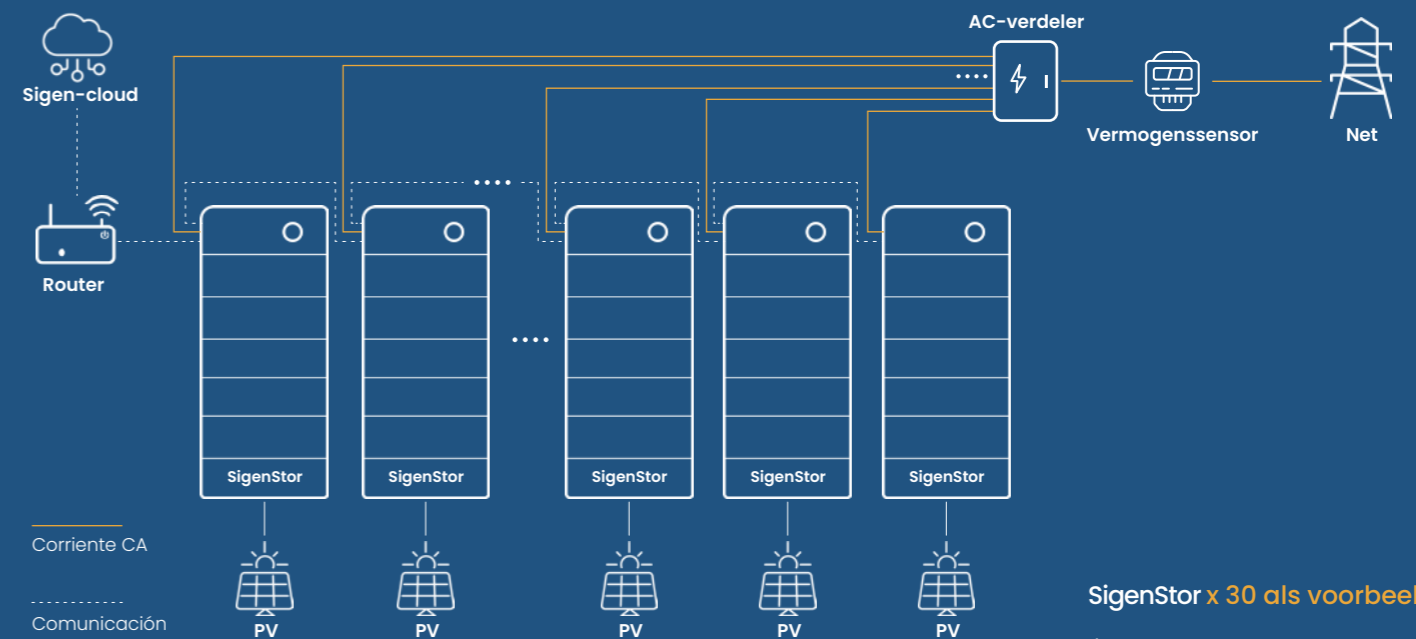 AC-verdeler
Sigen-cloud
Vermogenssensor
Net
Router
SigenStor
SigenStor
SigenStor
SigenStor
SigenStor
Corriente CA
Comunicación
PV
PV
PV
PV
PV
SigenStor x 30 als voorbeel